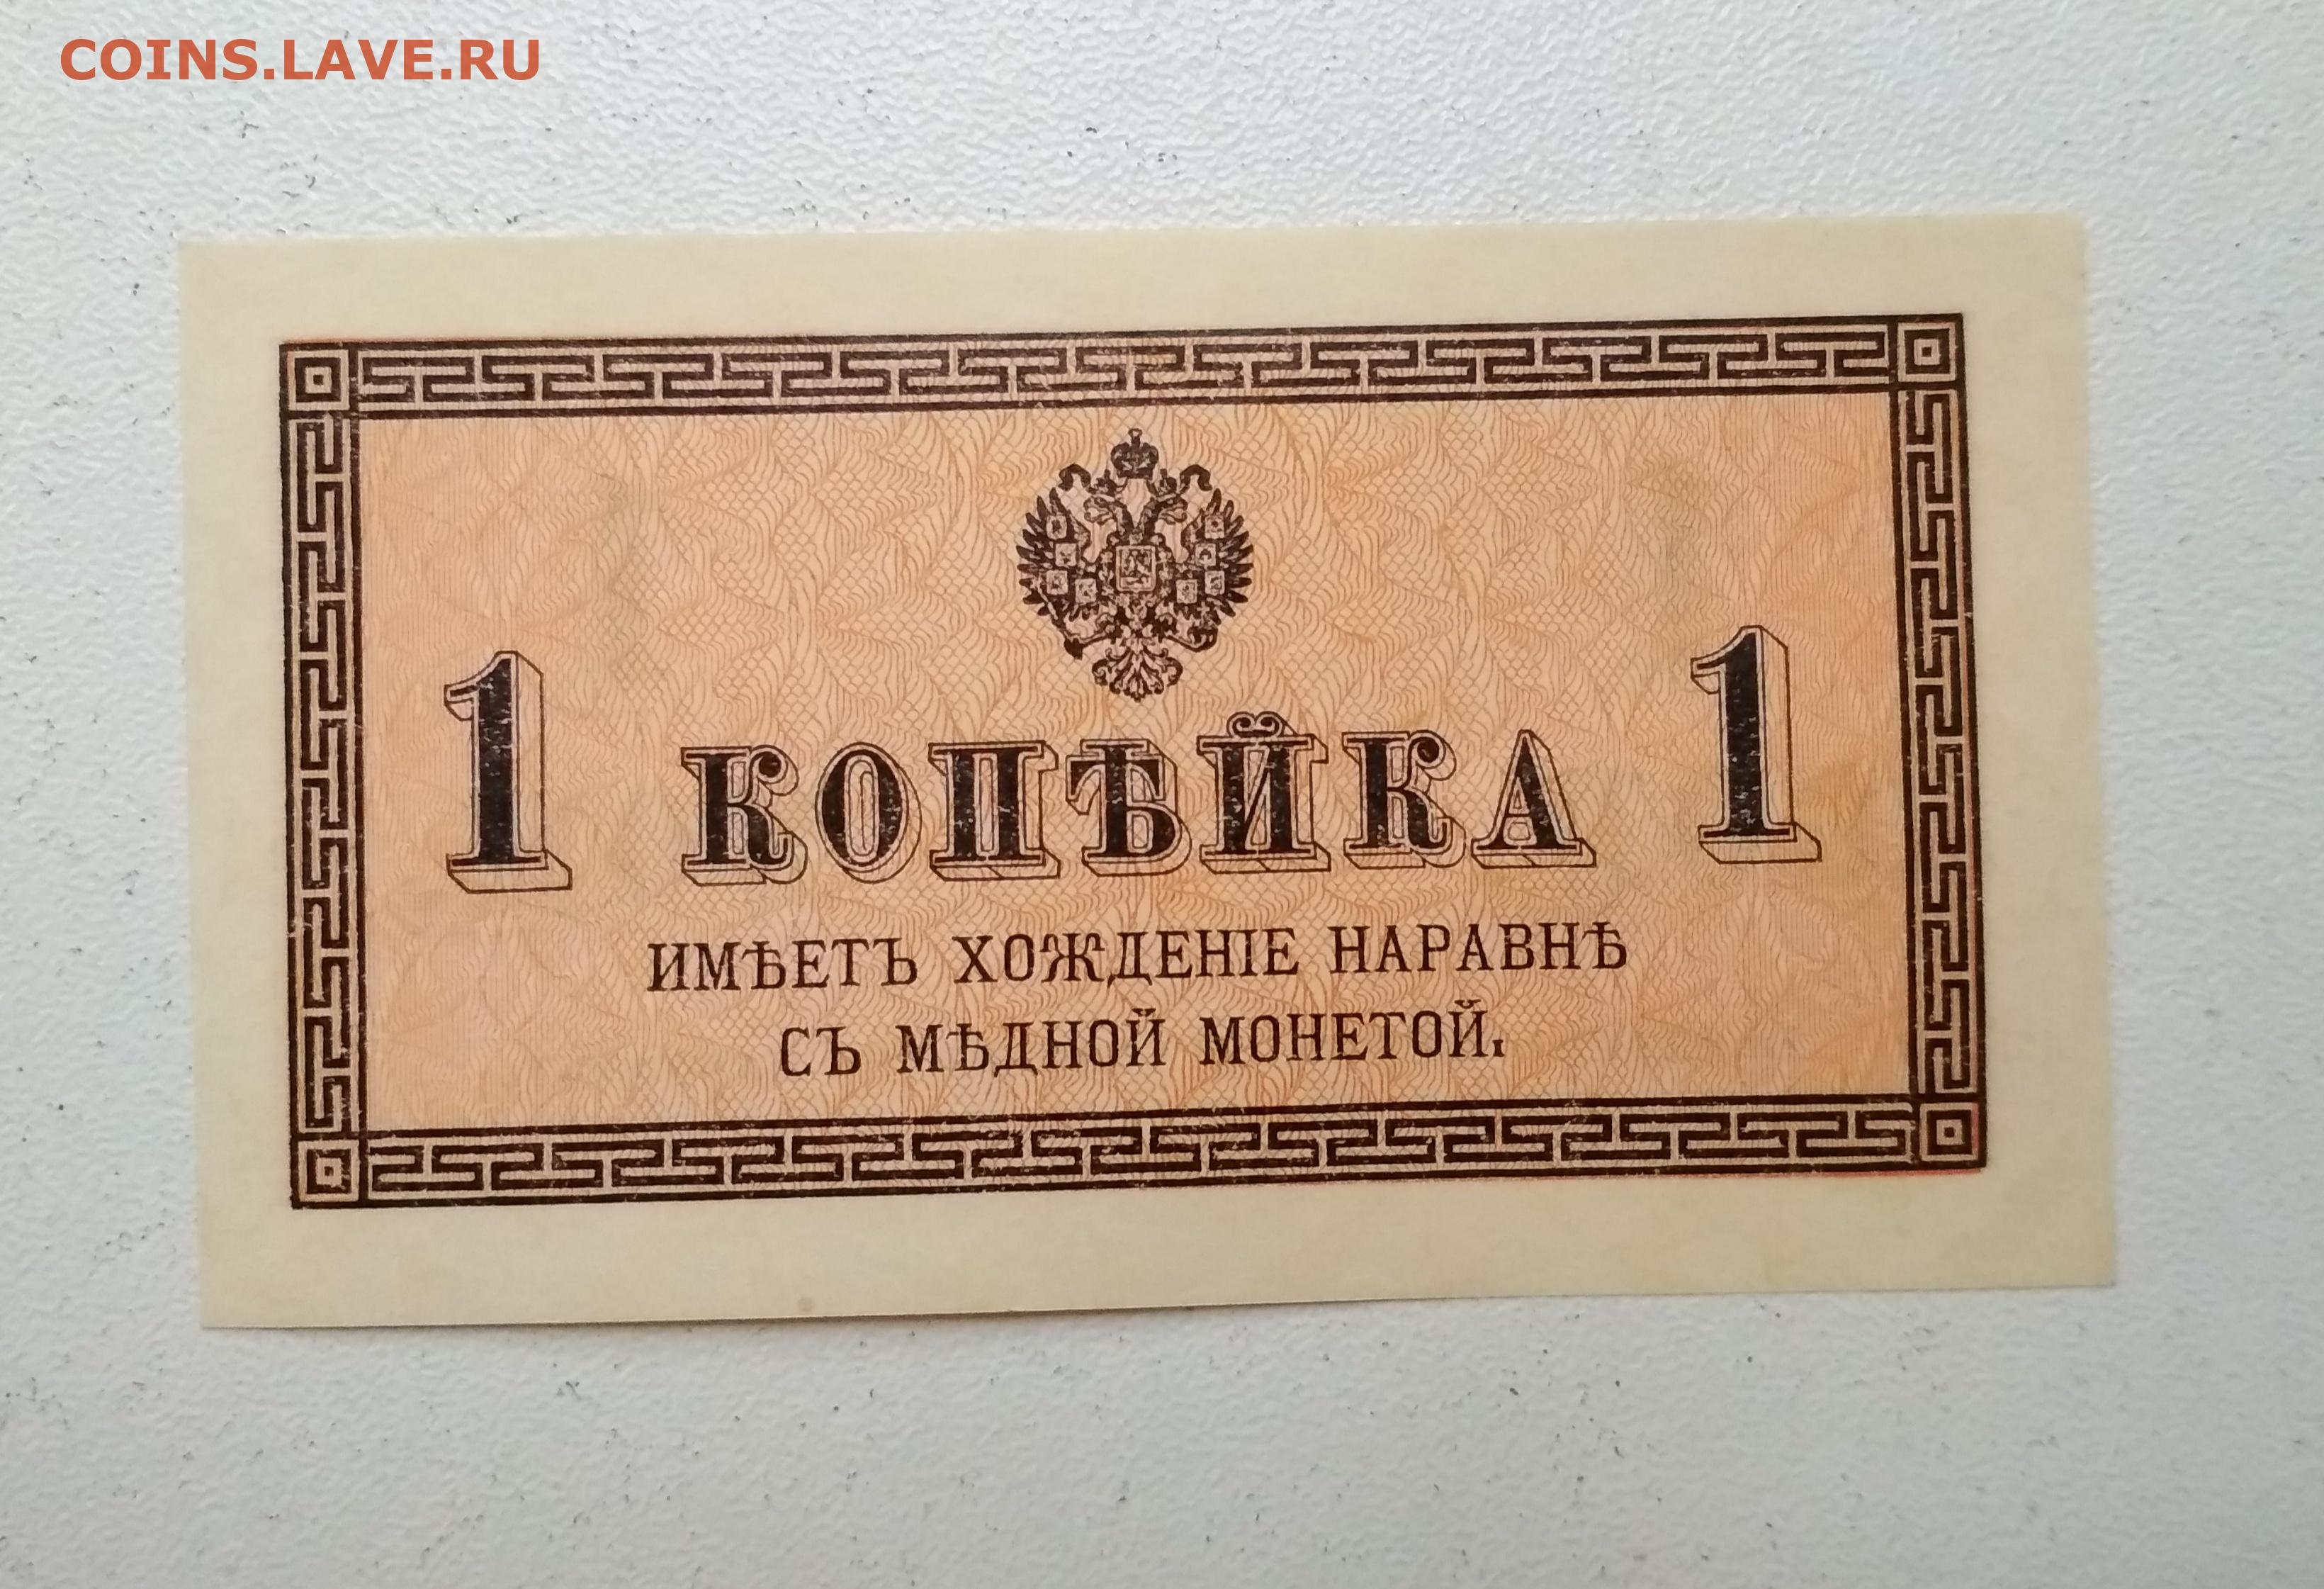 COINS.LAVE.RU
1 КОПѢЙКА 1
ИМѢЕТЪ ХОЖДЕНІЕ НАРАВНѢ
СЪ МѢДНОЙ МОНЕТОЙ.